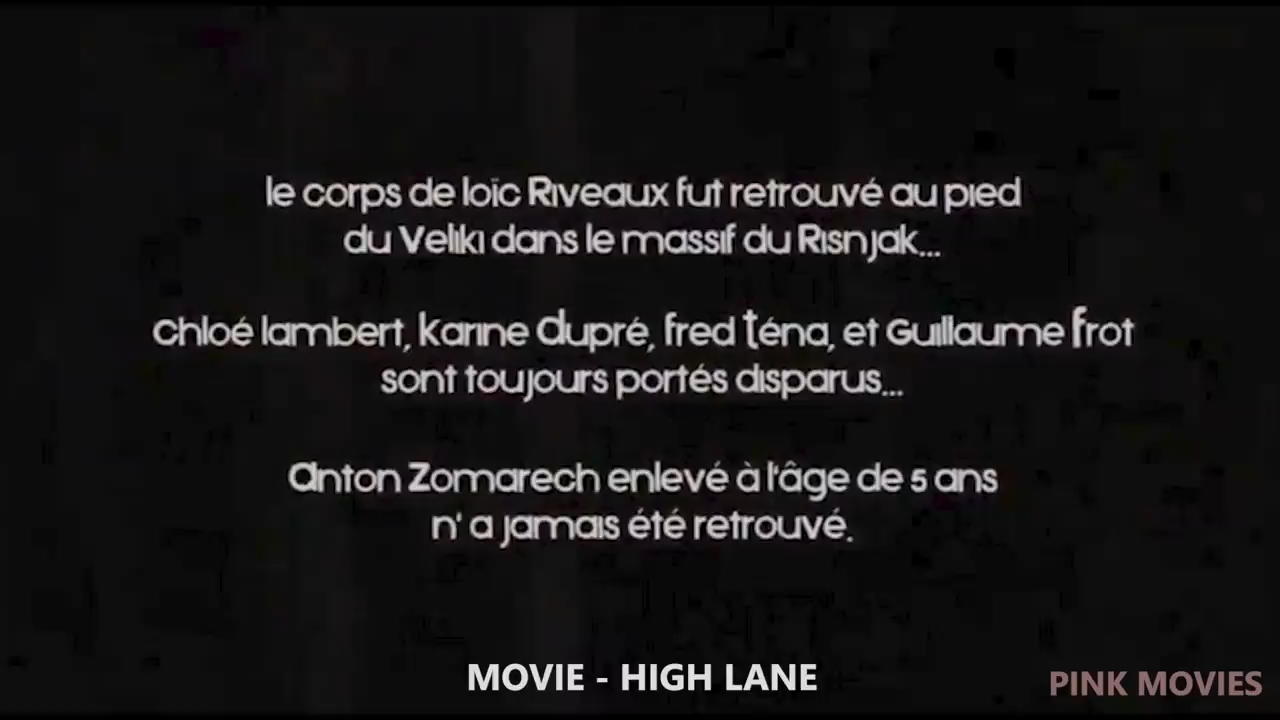 le corps de loïc Riveaux fut retrouvé au pied
du Veliki dans le massif du Risnjak...
chloé lambert, karine dupré, fred téna, et Guillaume frot
sont toujours portés disparus...
anton Zomarech enlevé à l'âge de 5 ans
n' a jamais été retrouvé.
MOVIE - HIGH LANE
PINK MOVIES